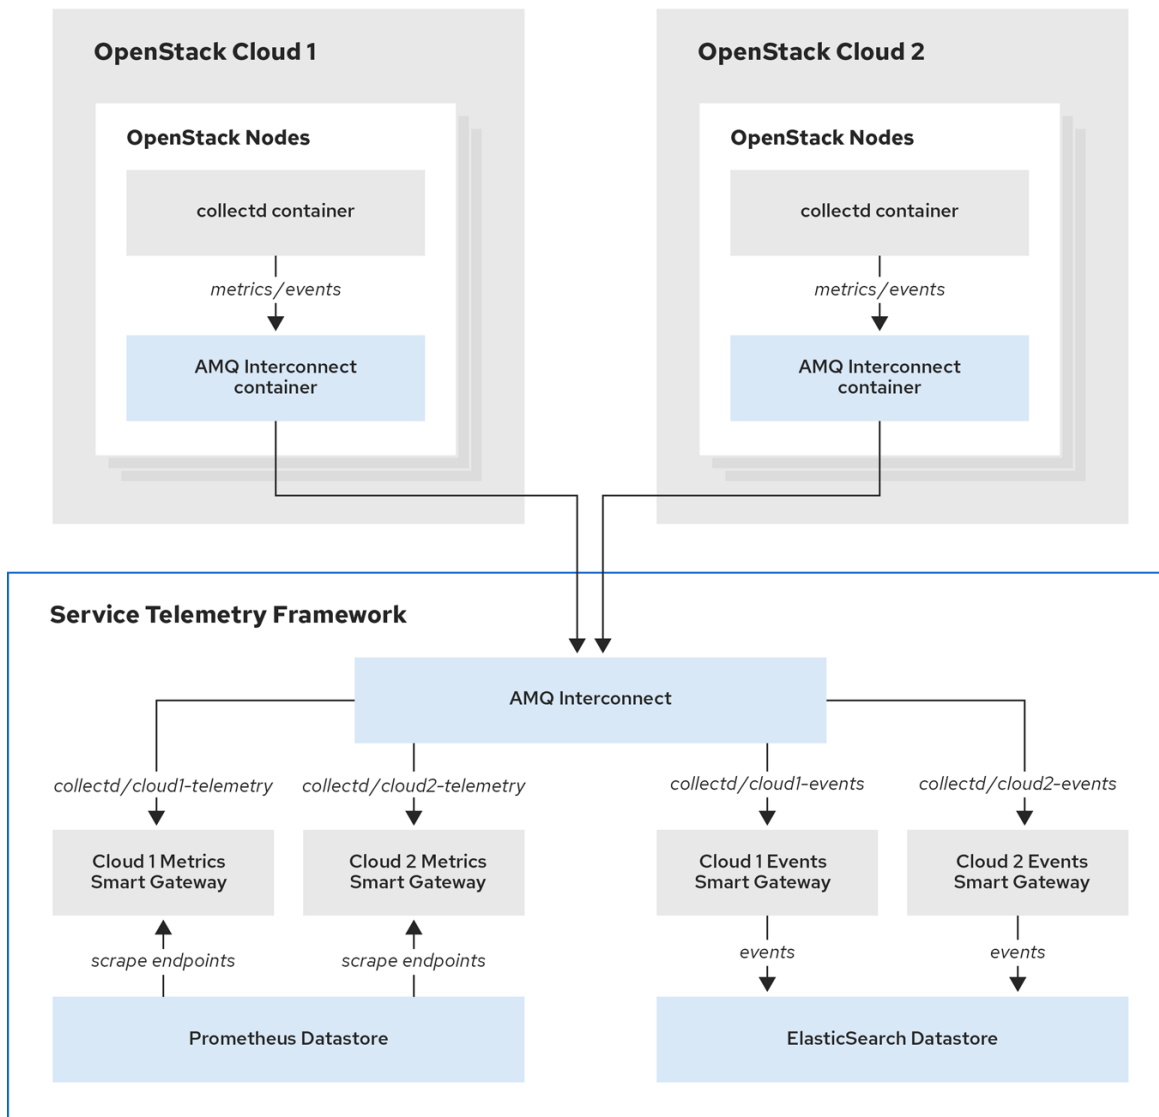 OpenStack Cloud 1
OpenStack Cloud 2
OpenStack Nodes
OpenStack Nodes
collectd container
collectd container
metrics/events
metrics/events
AMQ Interconnect
container
AMQ Interconnect
container
Service Telemetry Framework
AMQ Interconnect
collectd/cloud1-telemetry
collectd/cloud2-telemetry
collectd/cloud1-events
collectd/cloud2-events
Cloud 1 Metrics
Smart Gateway
Cloud 2 Metrics
Smart Gateway
Cloud 1 Events
Smart Gateway
Cloud 2 Events
Smart Gateway
scrape endpoints
scrape endpoints
events
events
Prometheus Datastore
ElasticSearch Datastore